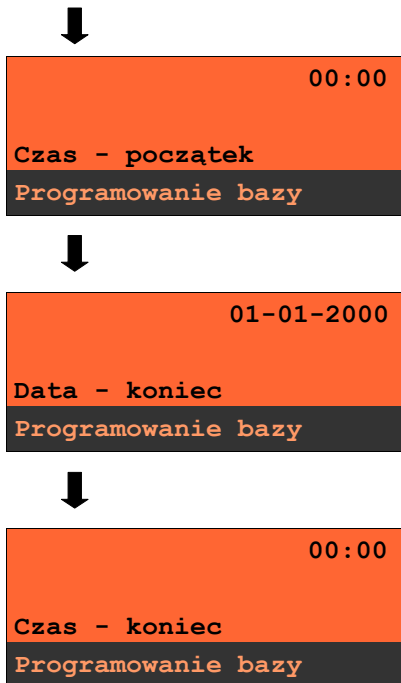 00:00
Czas - początek
Programowanie bazy
01-01-2000
Data - koniec
Programowanie bazy
00:00
Czas - koniec
Programowanie bazy